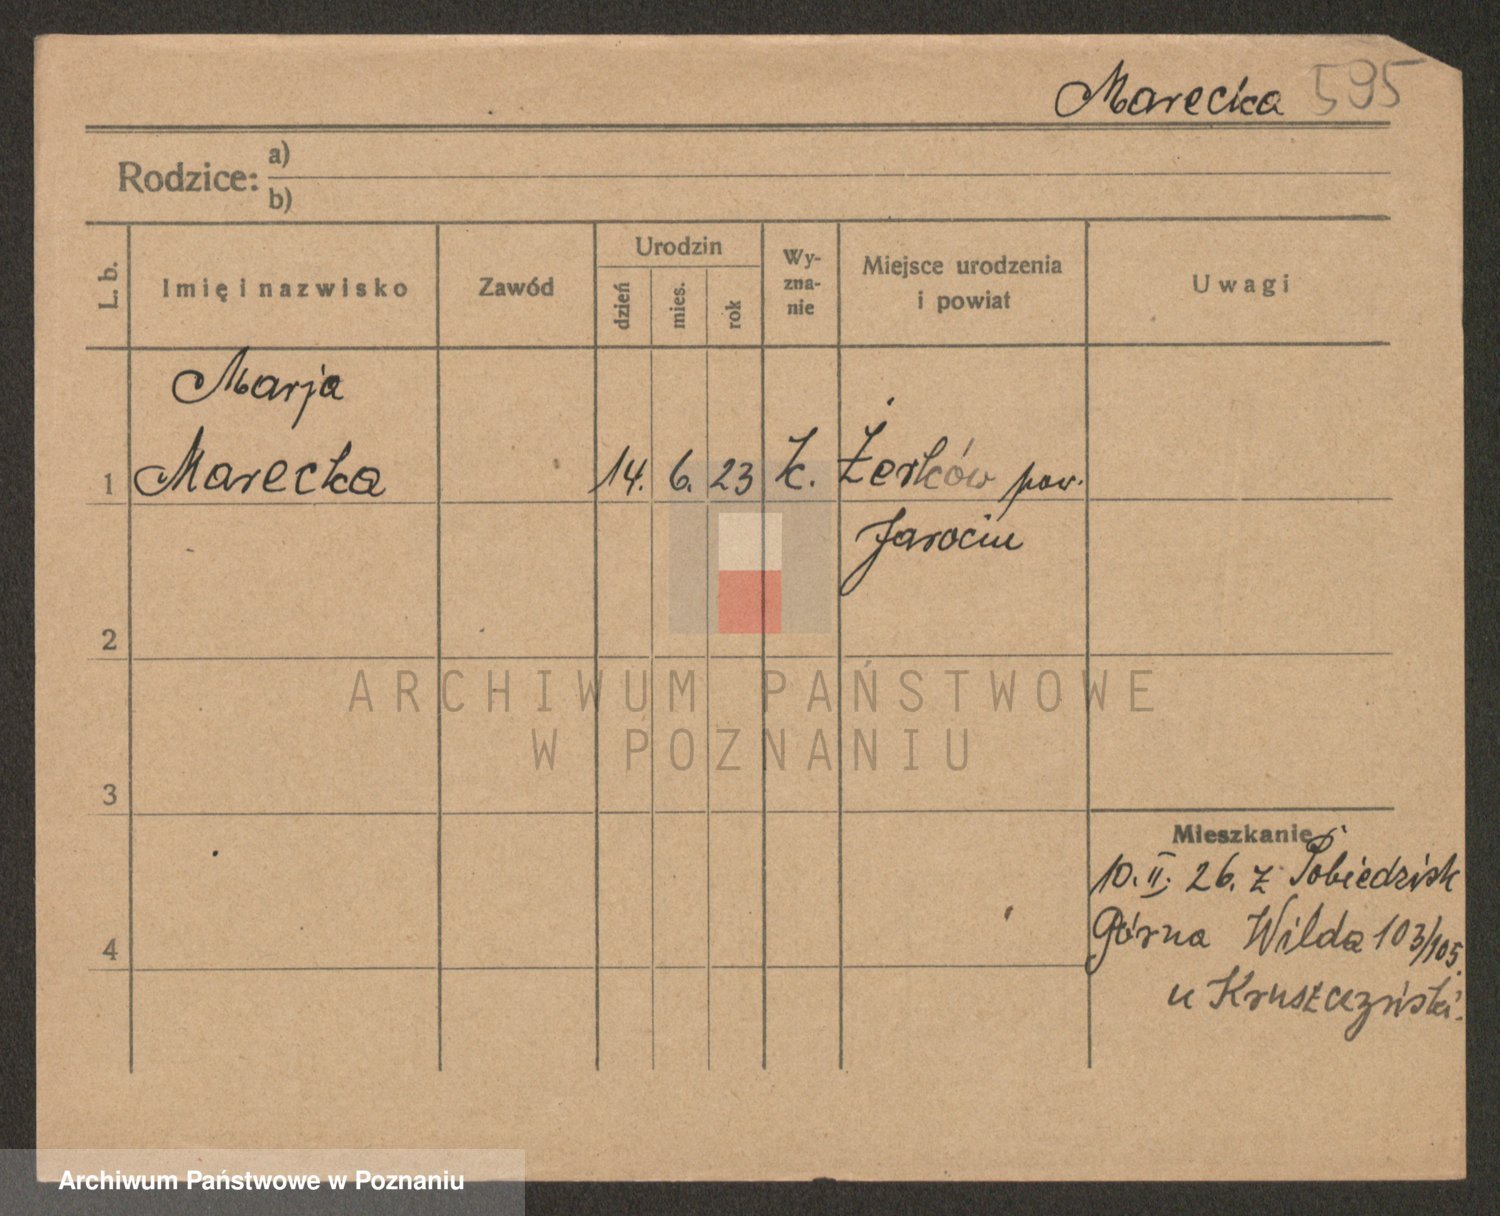 Marecka 595
Rodzice: a)
b)
L. b.
Imię i nazwisko
Zawód
Urodzin
dzień
mies.
rok
Wy-
zna-
nie
Miejsce urodzenia
i powiat
Uwagi
Marja
1 Marecka 14. 6. 23 k. Żerków pow.
Jarocin
2
ARCHIWUM PAŃSTWOWE
W POZNANIU
3
Mieszkanie
10. II. 26. z Pobiedzisk
4 Górna Wilda 103/105.
u
Archiwum Państwowe w Poznaniu